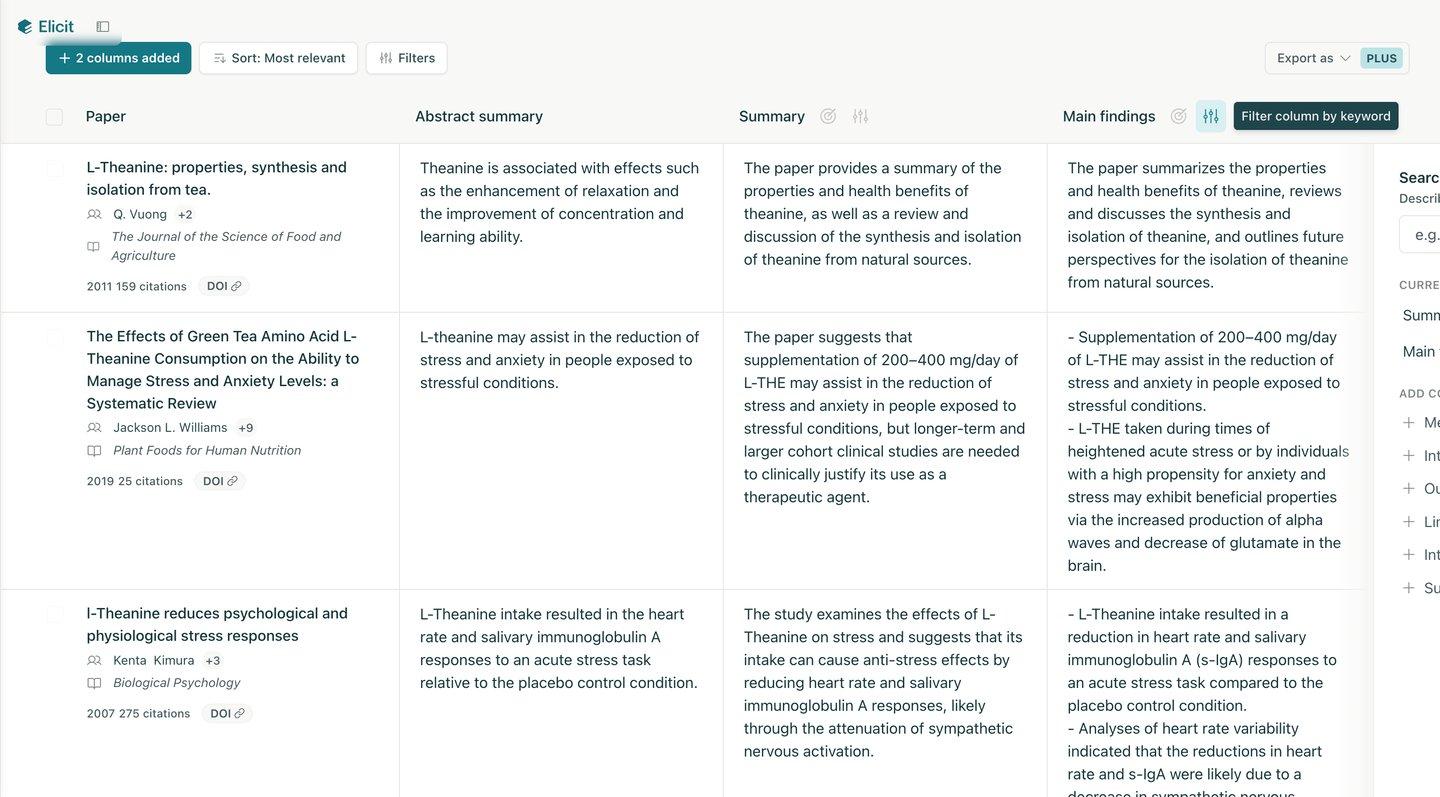 Elicit
+ 2 columns added
Sort: Most relevant
Filters
Export as
PLUS
Paper
Abstract summary
Summary
Main findings
Filter column by keyword
L-Theanine: properties, synthesis and
isolation from tea.
Q. Vuong +2
The Journal of the Science of Food and
Agriculture
2011 159 citations DOI
Theanine is associated with effects such
as the enhancement of relaxation and
the improvement of concentration and
learning ability.
The paper provides a summary of the
properties and health benefits of
theanine, as well as a review and
discussion of the synthesis and isolation
of theanine from natural sources.
The paper summarizes the properties
and health benefits of theanine, reviews
and discusses the synthesis and
isolation of theanine, and outlines future
perspectives for the isolation of theanine
from natural sources.
The Effects of Green Tea Amino Acid L-
Theanine Consumption on the Ability to
Manage Stress and Anxiety Levels: a
Systematic Review
Jackson L. Williams +9
Plant Foods for Human Nutrition
2019 25 citations DOI
L-theanine may assist in the reduction of
stress and anxiety in people exposed to
stressful conditions.
The paper suggests that
supplementation of 200–400 mg/day of
L-THE may assist in the reduction of
stress and anxiety in people exposed to
stressful conditions, but longer-term and
larger cohort clinical studies are needed
to clinically justify its use as a
therapeutic agent.
- Supplementation of 200–400 mg/day
of L-THE may assist in the reduction of
stress and anxiety in people exposed to
stressful conditions.
- L-THE taken during times of
heightened acute stress or by individuals
with a high propensity for anxiety and
stress may exhibit beneficial properties
via the increased production of alpha
waves and decrease of glutamate in the
brain.
l-Theanine reduces psychological and
physiological stress responses
Kenta Kimura +3
Biological Psychology
2007 275 citations DOI
L-Theanine intake resulted in the heart
rate and salivary immunoglobulin A
responses to an acute stress task
relative to the placebo control condition.
The study examines the effects of L-
Theanine on stress and suggests that its
intake can cause anti-stress effects by
reducing heart rate and salivary
immunoglobulin A responses, likely
through the attenuation of sympathetic
nervous activation.
- L-Theanine intake resulted in a
reduction in heart rate and salivary
immunoglobulin A (s-IgA) responses to
an acute stress task compared to the
placebo control condition.
- Analyses of heart rate variability
indicated that the reductions in heart
rate and s-IgA were likely due to a
decrease in sympathetic nervous
Searc
Descri
e.g.
CURRE
Summ
Main
ADD CO
+ Me
+ Int
+ Ou
+ Lin
+ Int
+ Su